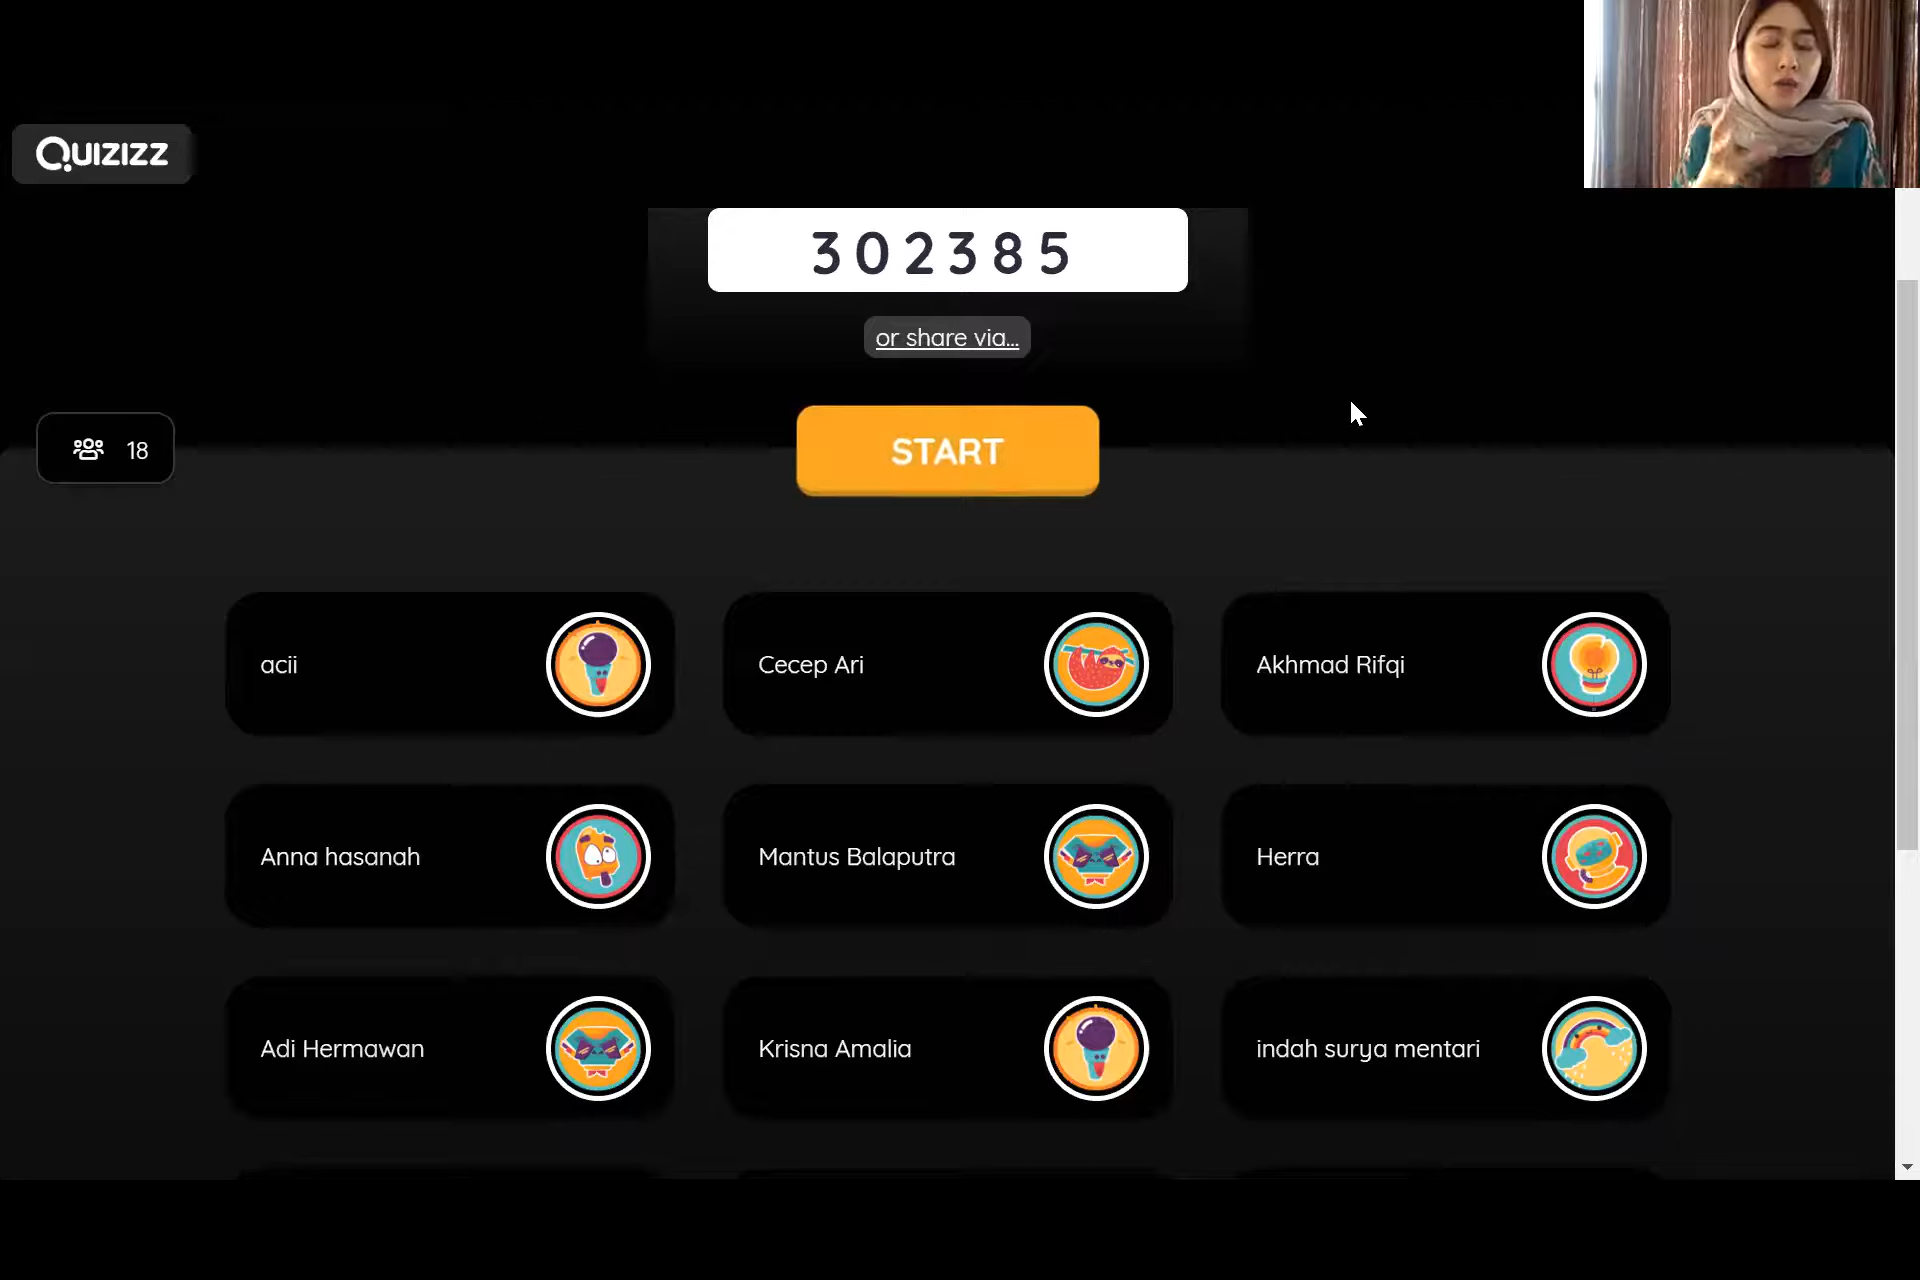 QUIZIZZ
302385
or share via...
18
START
acii
Cecep Ari
Akhmad Rifqi
Anna hasanah
Mantus Balaputra
Herra
Adi Hermawan
Krisna Amalia
indah surya mentari